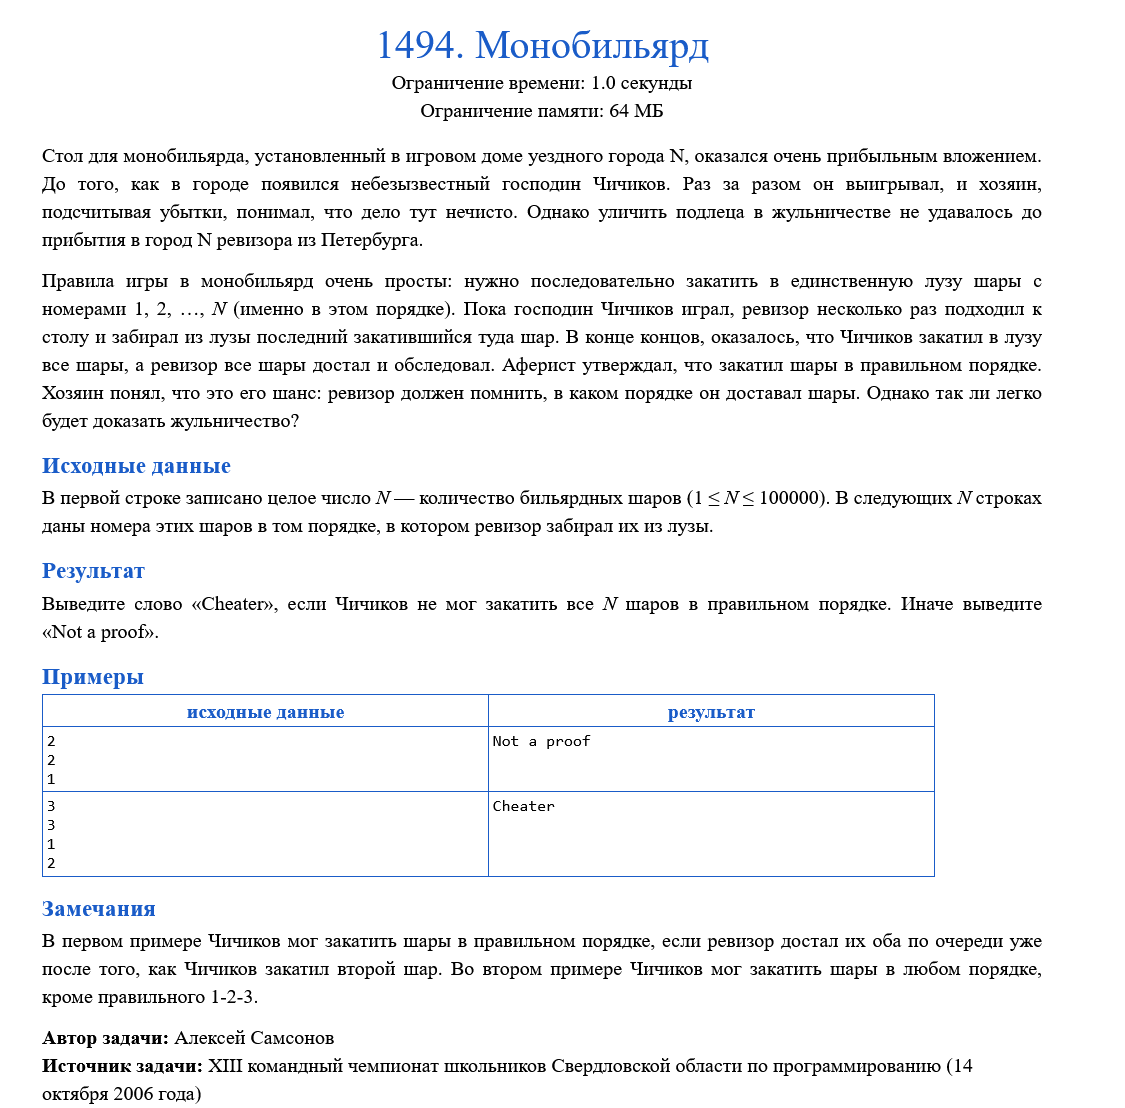 1494. Монобильярд
Ограничение времени: 1.0 секунды
Ограничение памяти: 64 МБ
Стол для монобильярда, установленный в игровом доме уездного города N, оказался очень прибыльным вложением.
До того, как в городе появился небезызвестный господин Чичиков. Раз за разом он выигрывал, и хозяин,
подсчитывая убытки, понимал, что дело тут нечисто. Однако уличить подлеца в жульничестве не удавалось до
прибытия в город N ревизора из Петербурга.
Правила игры в монобильярд очень просты: нужно последовательно закатить в единственную лузу шары с
номерами 1, 2, …, N (именно в этом порядке). Пока господин Чичиков играл, ревизор несколько раз подходил к
столу и забирал из лузы последний закатившийся туда шар. В конце концов, оказалось, что Чичиков закатил в лузу
все шары, а ревизор все шары достал и обследовал. Аферист утверждал, что закатил шары в правильном порядке.
Хозяин понял, что это его шанс: ревизор должен помнить, в каком порядке он доставал шары. Однако так ли легко
будет доказать жульничество?
Исходные данные
В первой строке записано целое число N — количество бильярдных шаров (1 ≤ N ≤ 100000). В следующих N строках
даны номера этих шаров в том порядке, в котором ревизор забирал их из лузы.
Результат
Выведите слово «Cheater», если Чичиков не мог закатить все N шаров в правильном порядке. Иначе выведите
«Not a proof».
Примеры
исходные данные результат
2 Not a proof
2
1
3 Cheater
3
1
2
Замечания
В первом примере Чичиков мог закатить шары в правильном порядке, если ревизор достал их оба по очереди уже
после того, как Чичиков закатил второй шар. Во втором примере Чичиков мог закатить шары в любом порядке,
кроме правильного 1-2-3.
Автор задачи: Алексей Самсонов
Источник задачи: XIII командный чемпионат школьников Свердловской области по программированию (14
октября 2006 года)